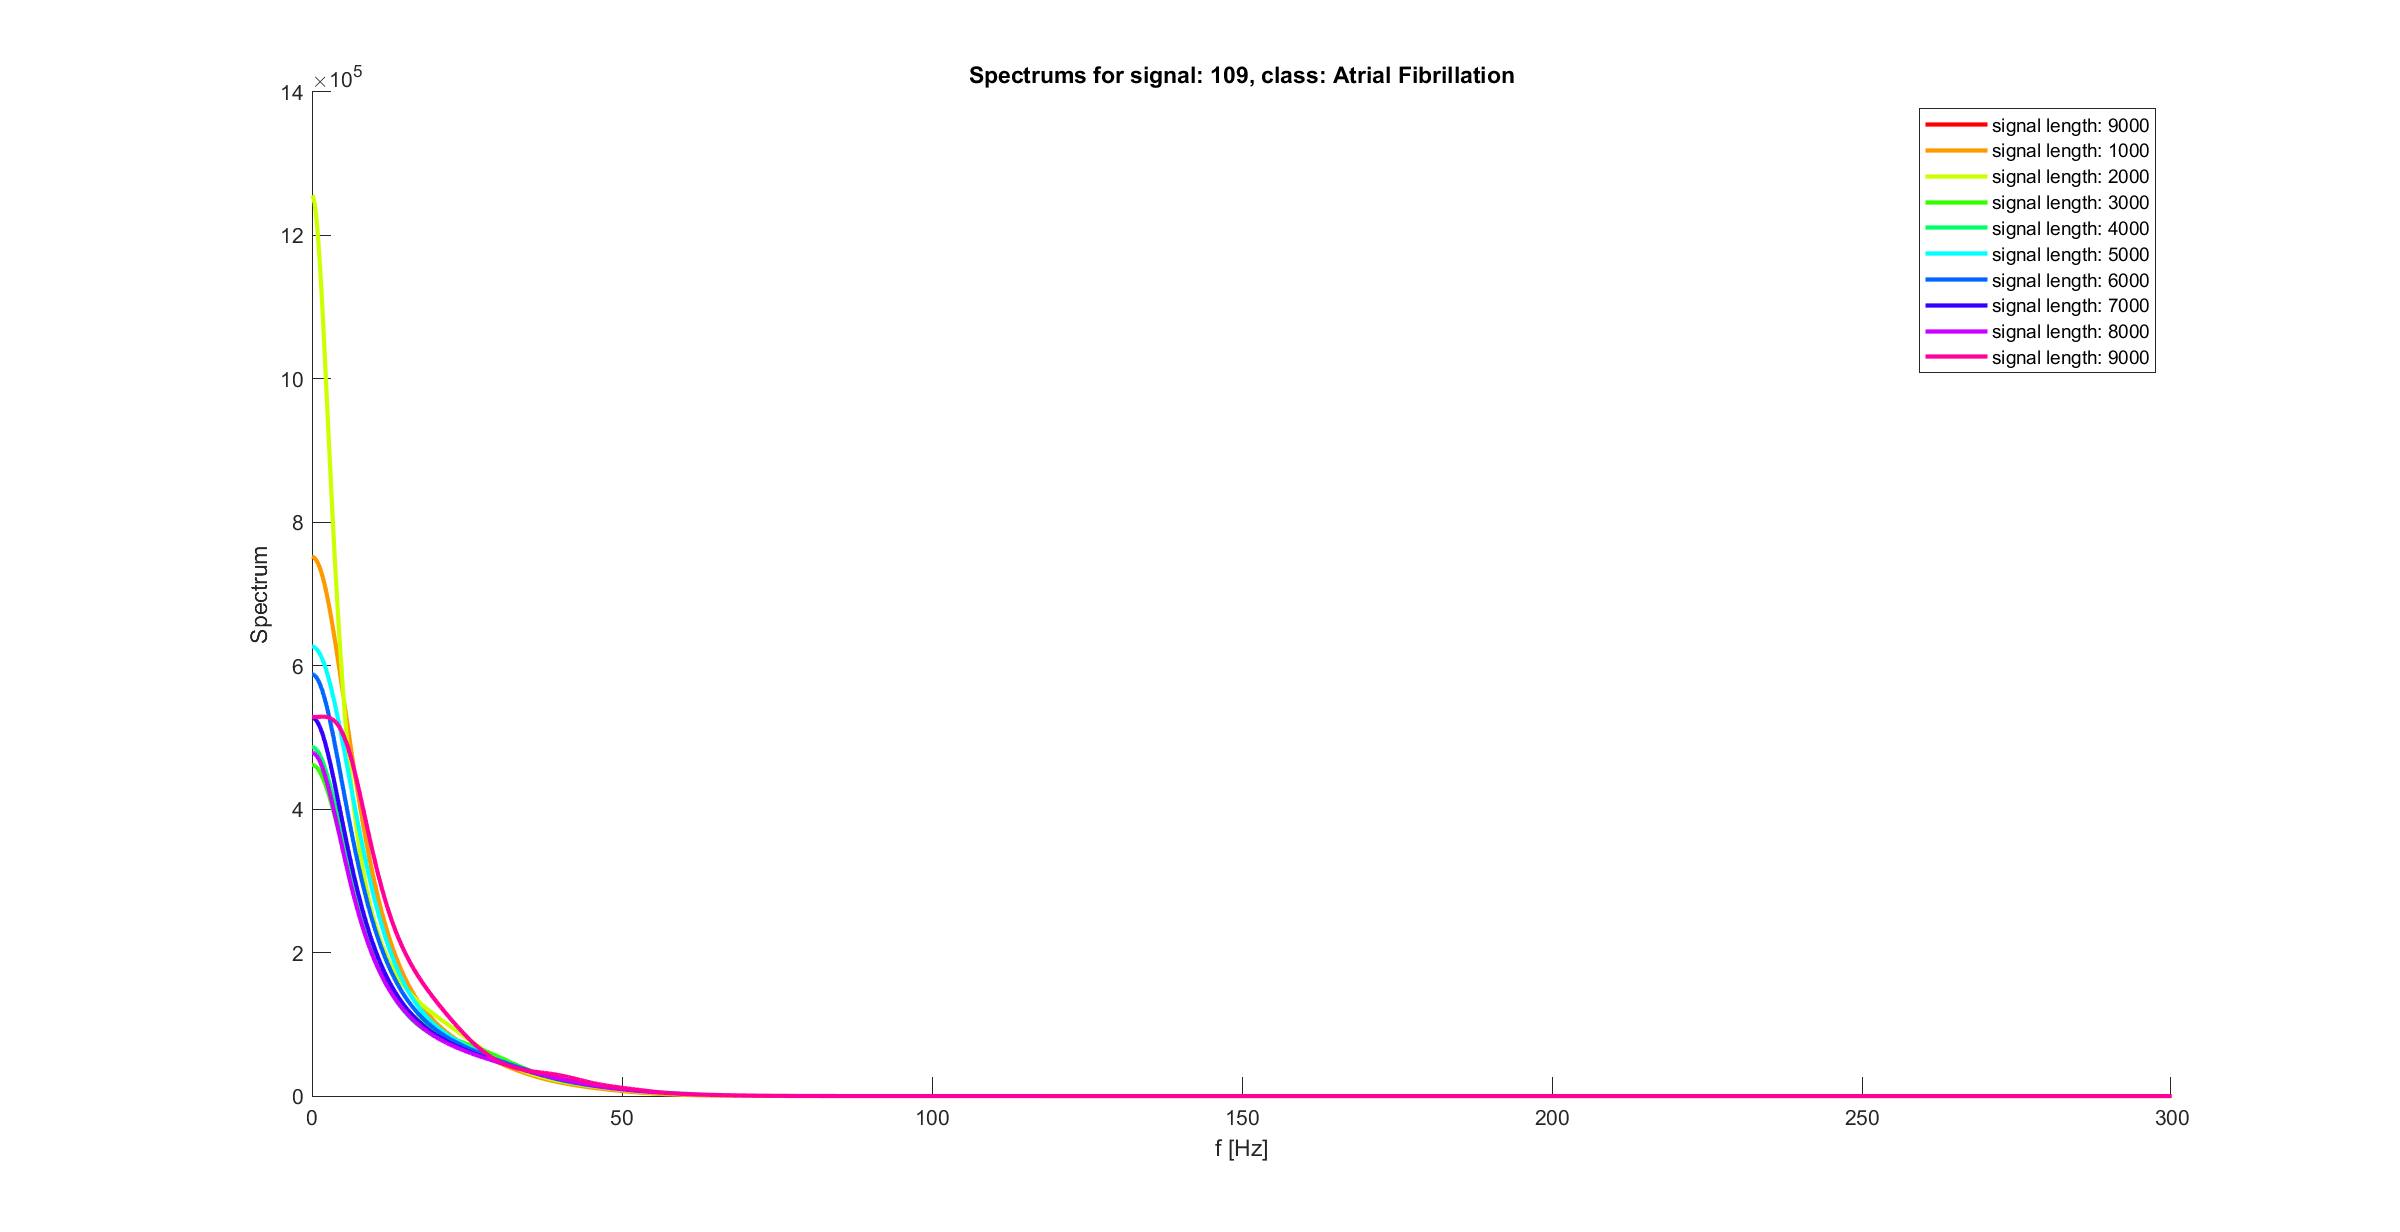 Spectrums for signal: 109, class: Atrial Fibrillation
×10^5
14
12
10
8
6
4
2
0
Spectrum
0 50 100 150 200 250 300
f [Hz]
signal length: 9000
signal length: 1000
signal length: 2000
signal length: 3000
signal length: 4000
signal length: 5000
signal length: 6000
signal length: 7000
signal length: 8000
signal length: 9000